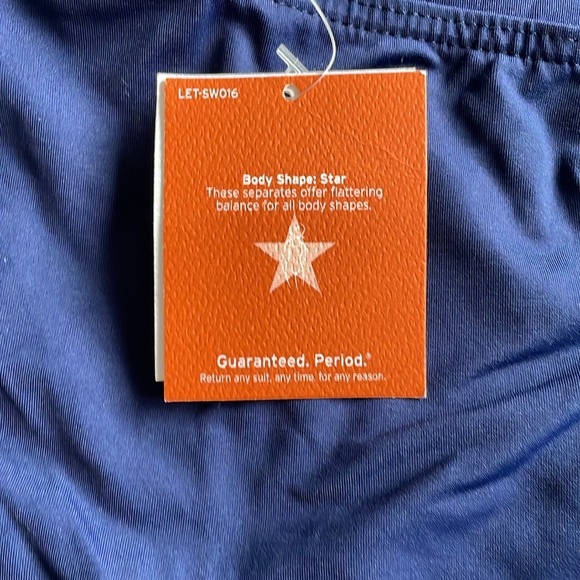 LET-SW016
Body Shape: Star
These separates offer flattering
balance for all body shapes.
Guaranteed. Period.®
Return any suit, any time, for any reason.